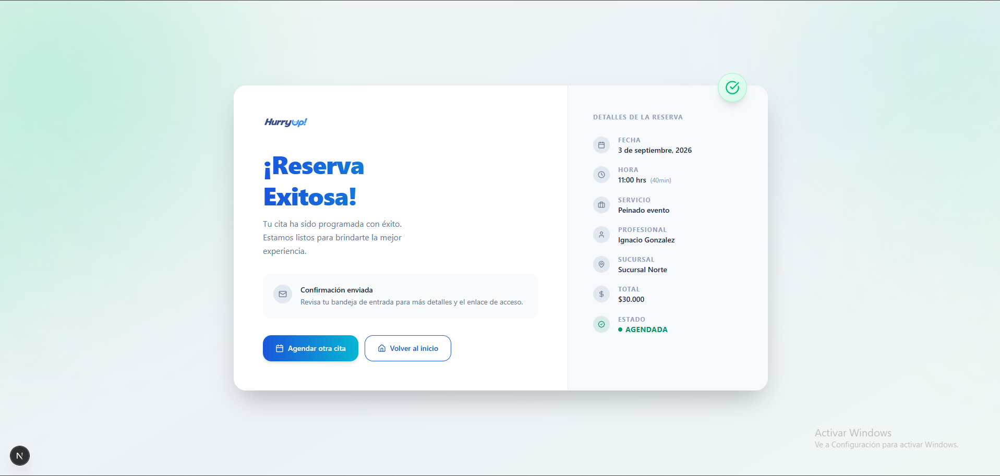 HurryUp!
¡Reserva
Exitosa!
Tu cita ha sido programada con éxito.
Estamos listos para brindarte la mejor
experiencia.
Confirmación enviada
Revisa tu bandeja de entrada para más detalles y el enlace de acceso.
Agendar otra cita
Volver al inicio
DETALLES DE LA RESERVA
FECHA
3 de septiembre, 2026
HORA
11:00 hrs (40min)
SERVICIO
Peinado evento
PROFESIONAL
Ignacio Gonzalez
SUCURSAL
Sucursal Norte
TOTAL
$30.000
ESTADO
AGENDADA
Activar Windows
Ve a Configuración para activar Windows.
N